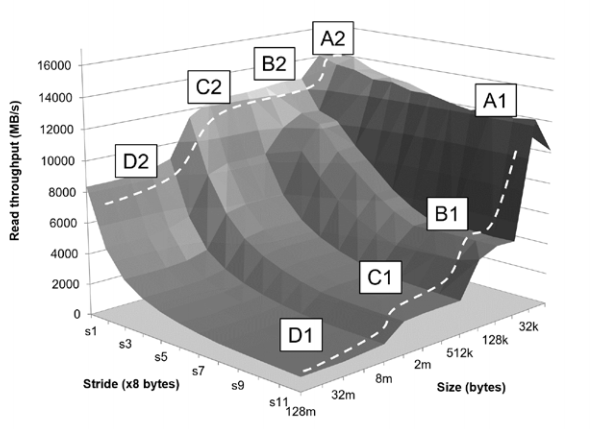 A2
B2
C2
A1
D2
B1
C1
D1
Read throughput (MB/s)
16000
14000
12000
10000
8000
6000
4000
2000
0
s1
s3
s5
s7
s9
s11
Stride (x8 bytes)
128m
32m
8m
2m
512k
128k
32k
Size (bytes)